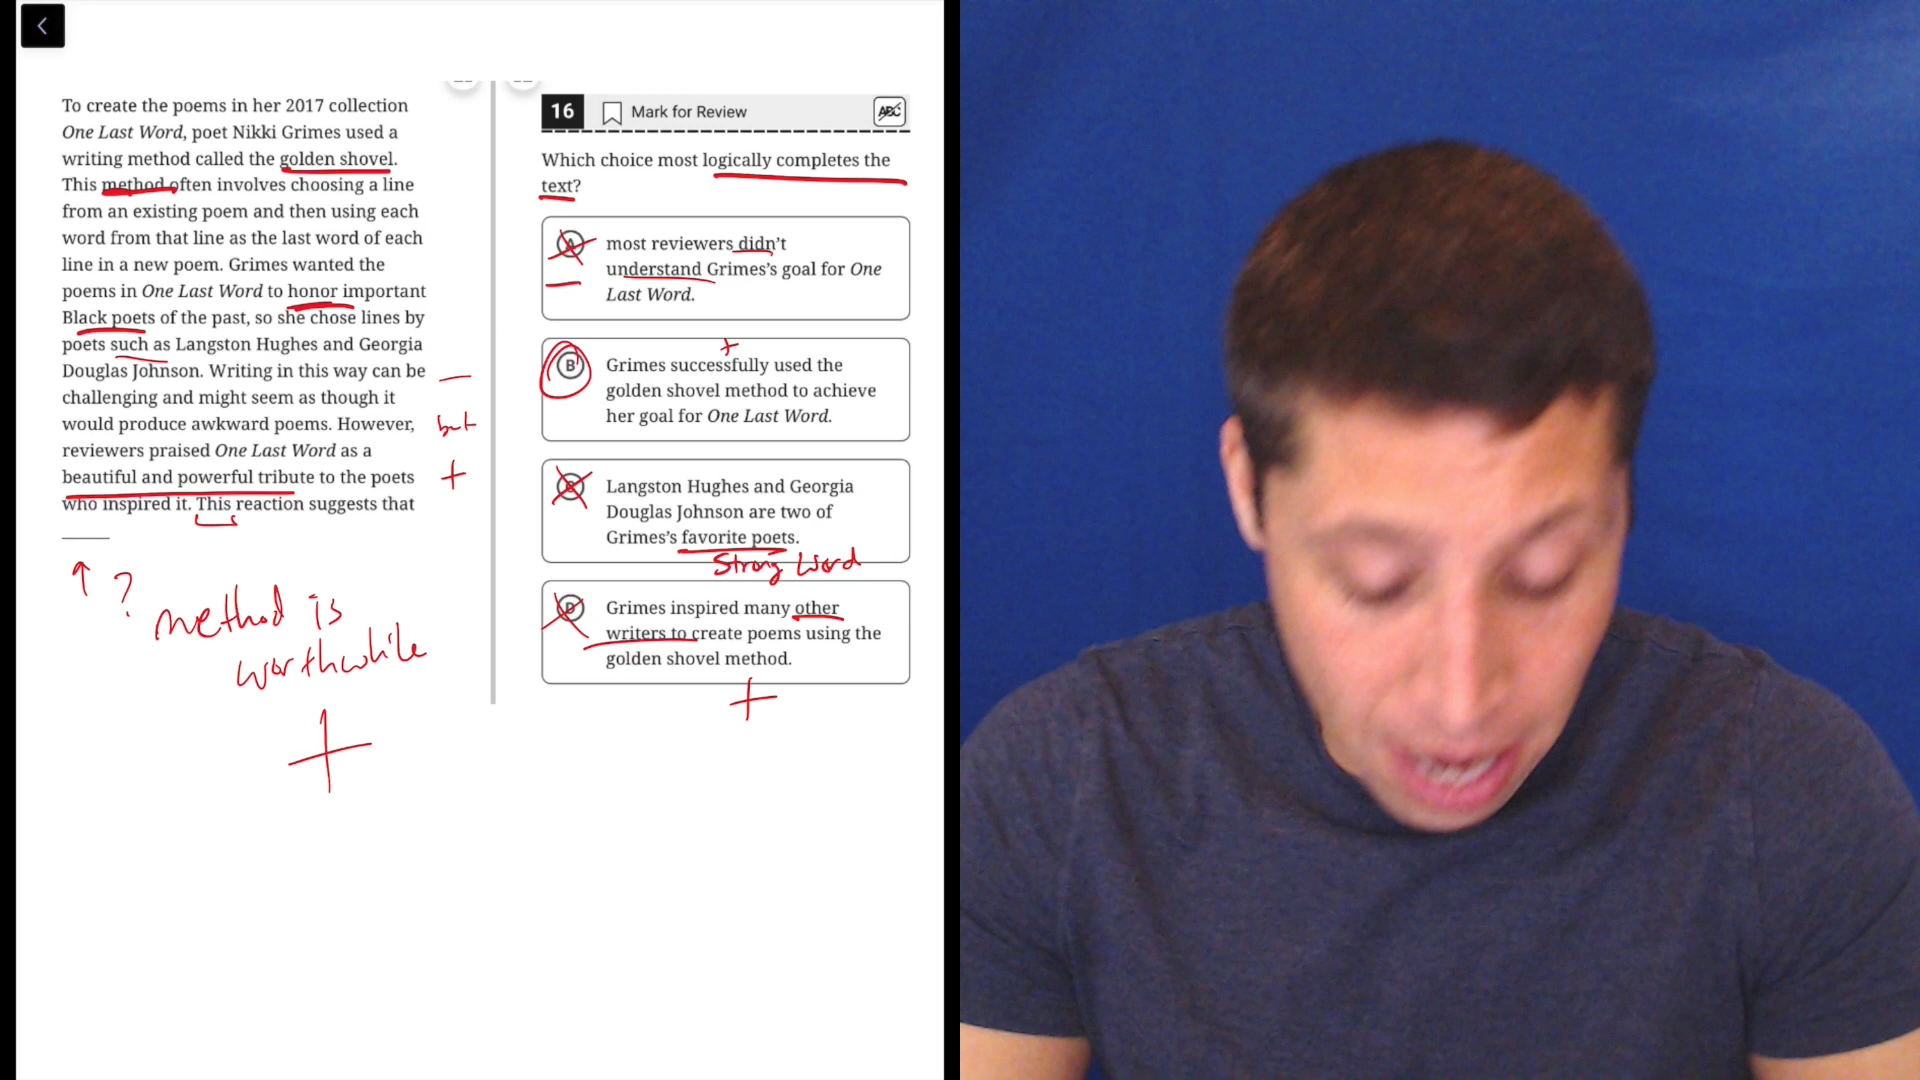 To create the poems in her 2017 collection
One Last Word, poet Nikki Grimes used a
writing method called the golden shovel.
This method often involves choosing a line
from an existing poem and then using each
word from that line as the last word of each
line in a new poem. Grimes wanted the
poems in One Last Word to honor important
Black poets of the past, so she chose lines by
poets such as Langston Hughes and Georgia
Douglas Johnson. Writing in this way can be
challenging and might seem as though it
would produce awkward poems. However,
reviewers praised One Last Word as a
beautiful and powerful tribute to the poets
who inspired it. This reaction suggests that
but
+
?
method is
worthwhile
+
16 Mark for Review ABC
Which choice most logically completes the
text?
A most reviewers didn't
understand Grimes's goal for One
Last Word.
+
B Grimes successfully used the
golden shovel method to achieve
her goal for One Last Word.
C Langston Hughes and Georgia
Douglas Johnson are two of
Grimes's favorite poets.
Strong Word
D Grimes inspired many other
writers to create poems using the
golden shovel method.
+